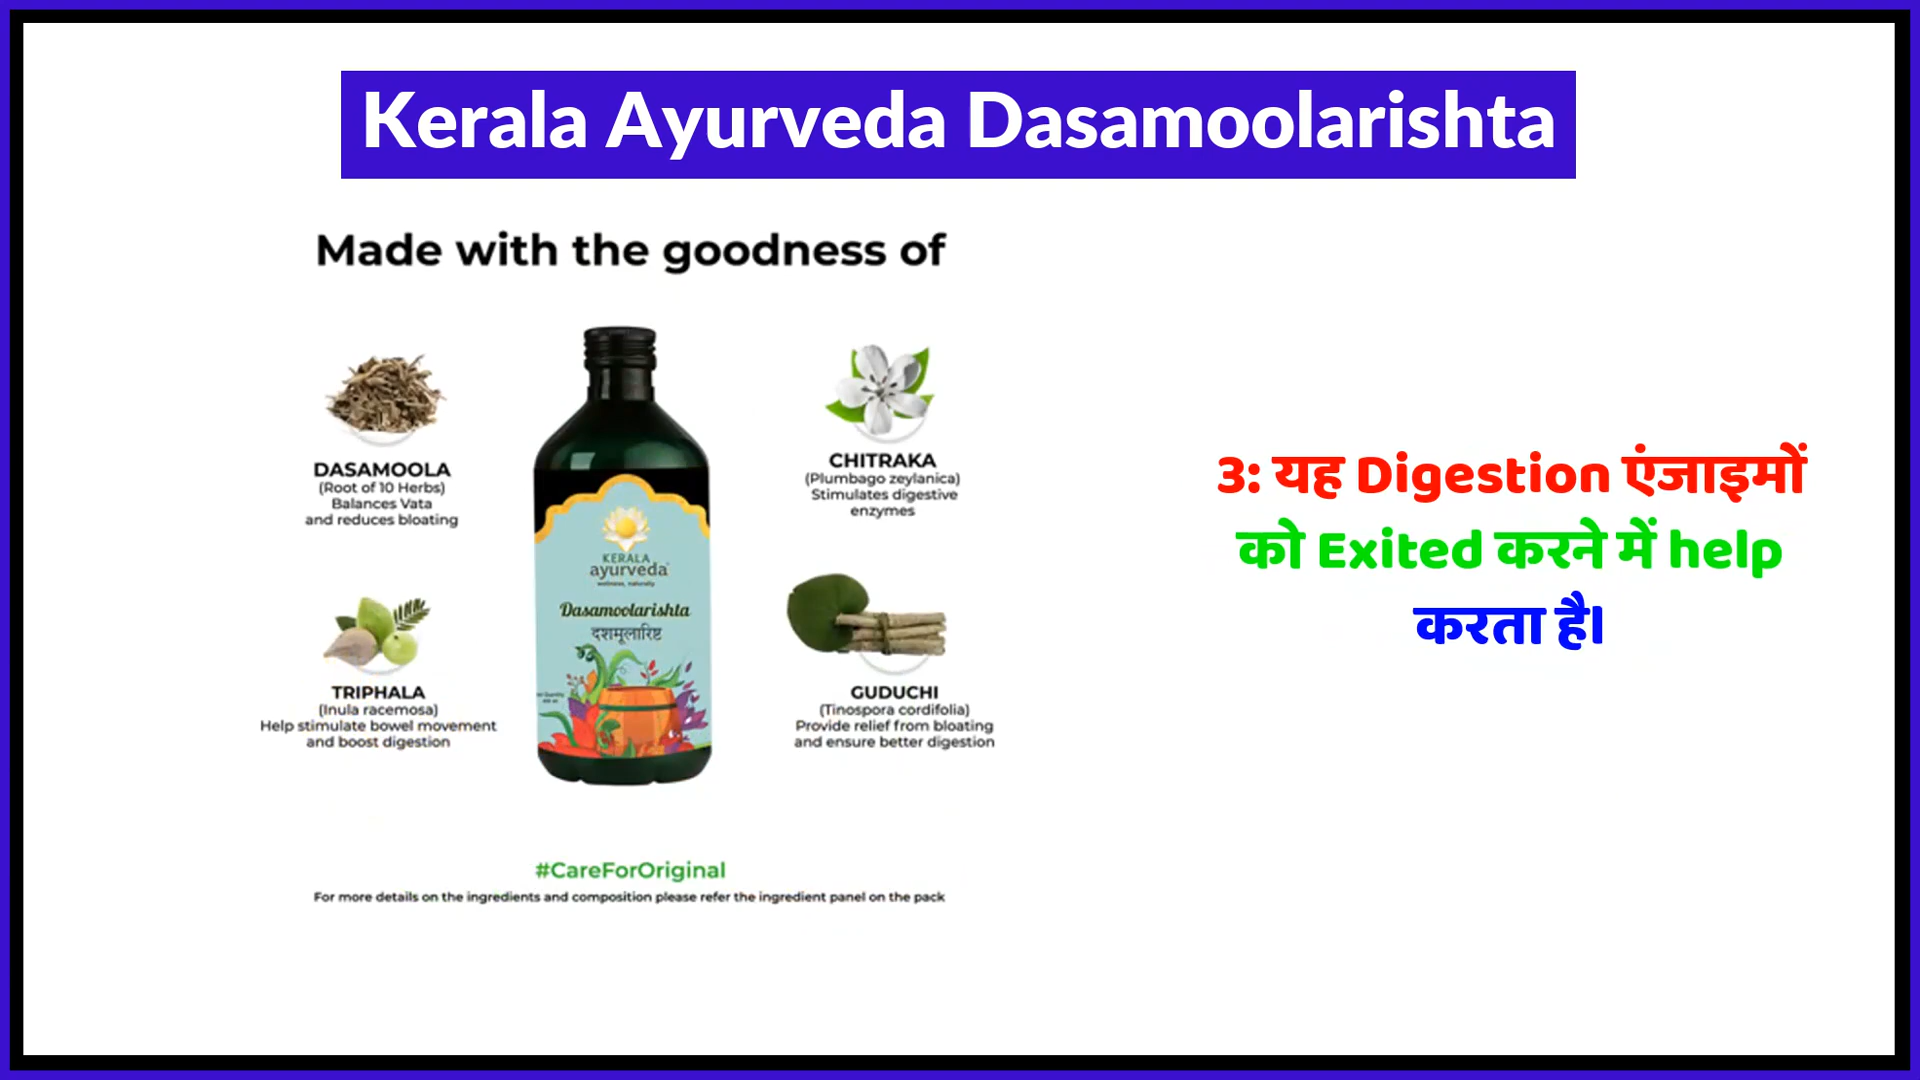 Kerala Ayurveda Dasamoolarishta
Made with the goodness of
DASAMOOLA
(Root of 10 Herbs)
Balances Vata
and reduces bloating
CHITRAKA
(Plumbago zeylanica)
Stimulates digestive
enzymes
KERALA
ayurveda
wellness, naturally
Dasamoolarishta
दशमूलारिष्ट
TRIPHALA
(Inula racemosa)
Help stimulate bowel movement
and boost digestion
GUDUCHI
(Tinospora cordifolia)
Provide relief from bloating
and ensure better digestion
3: यह Digestion एंजाइमों
को Exited करने में help
करता है।
#CareForOriginal
For more details on the ingredients and composition please refer the ingredient panel on the pack